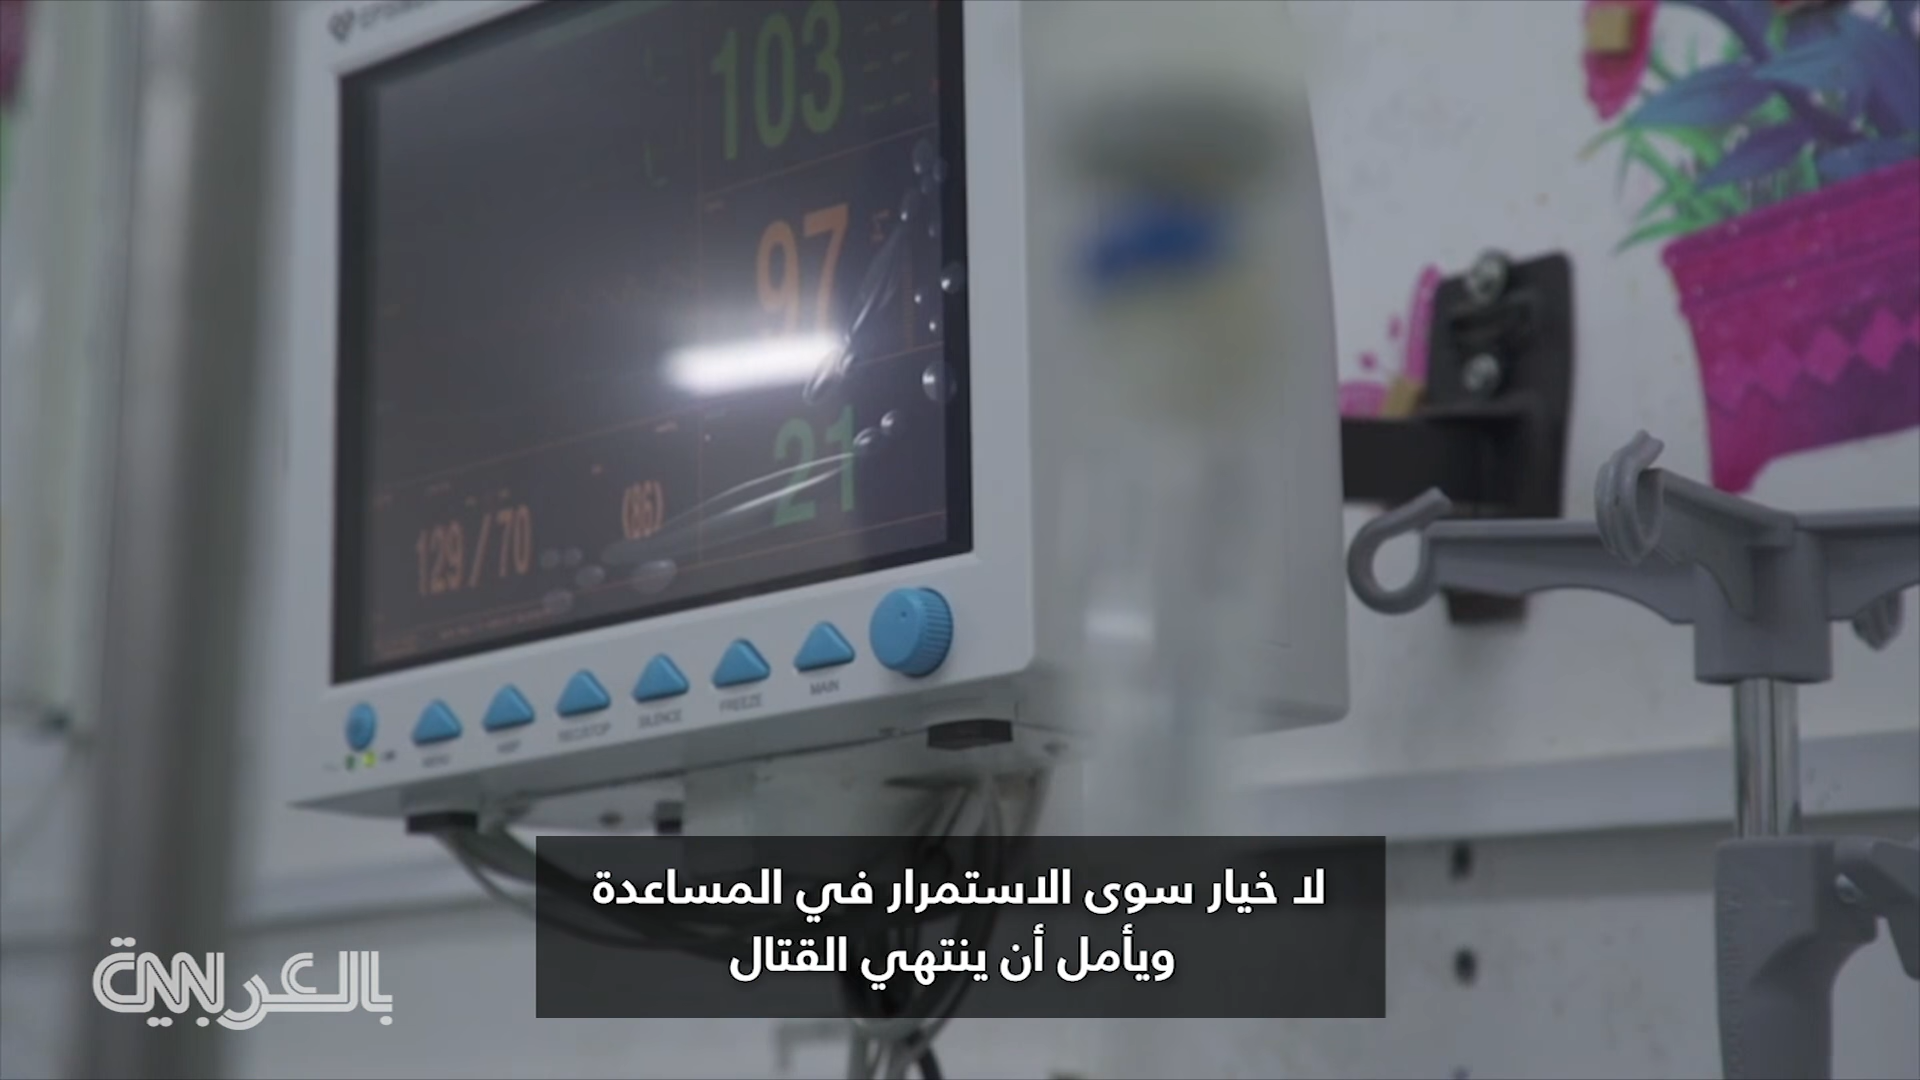 103
97
21
129/70
(86)
SILENCE
FREEZE
MAIN
لا خيار سوى الاستمرار في المساعدة
ويأمل أن ينتهي القتال
CNN بالعربية